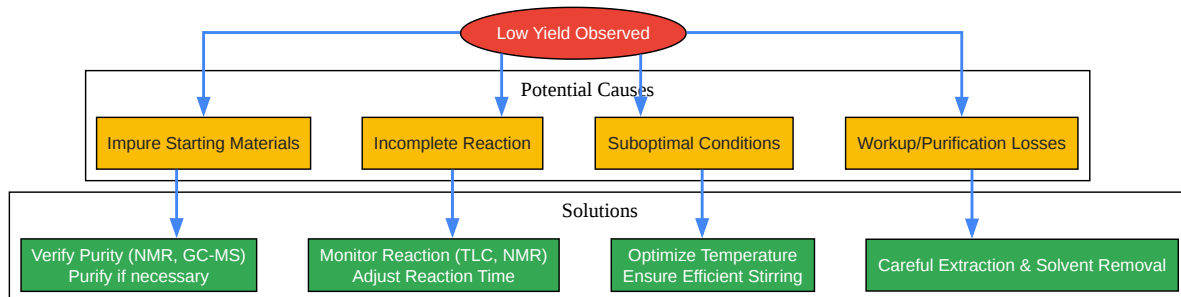 Low Yield Observed
Potential Causes
Impure Starting Materials
Incomplete Reaction
Suboptimal Conditions
Workup/Purification Losses
Solutions
Verify Purity (NMR, GC-MS)
Purify if necessary
Monitor Reaction (TLC, NMR)
Adjust Reaction Time
Optimize Temperature
Ensure Efficient Stirring
Careful Extraction & Solvent Removal